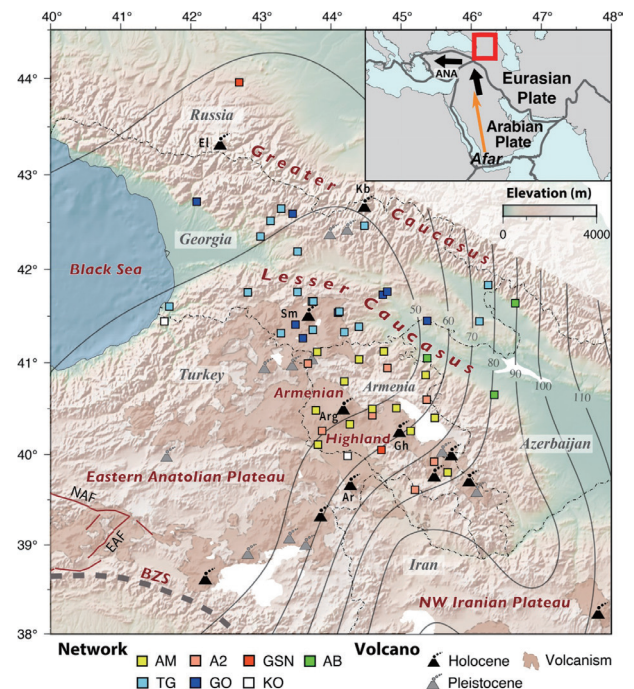 40° 41° 42° 43° 44° 45° 46° 47° 48°
44°
43°
42°
41°
40°
39°
38°
ANA
Eurasian
Plate
Arabian
Plate
Afar
Elevation (m)
0 4000
Russia
El
Greater
Caucasus
Kb
Georgia
Black Sea
Lesser
Caucasus
Sm
50
60
70
80
90
100
110
Turkey
Armenian
Armenia
Arg
Highland
Gh
Azerbaijan
Eastern Anatolian Plateau
Ar
NAF
EAF
BZS
Iran
NW Iranian Plateau
Network
AM A2 GSN AB
TG GO KO
Volcano
Holocene Volcanism
Pleistocene